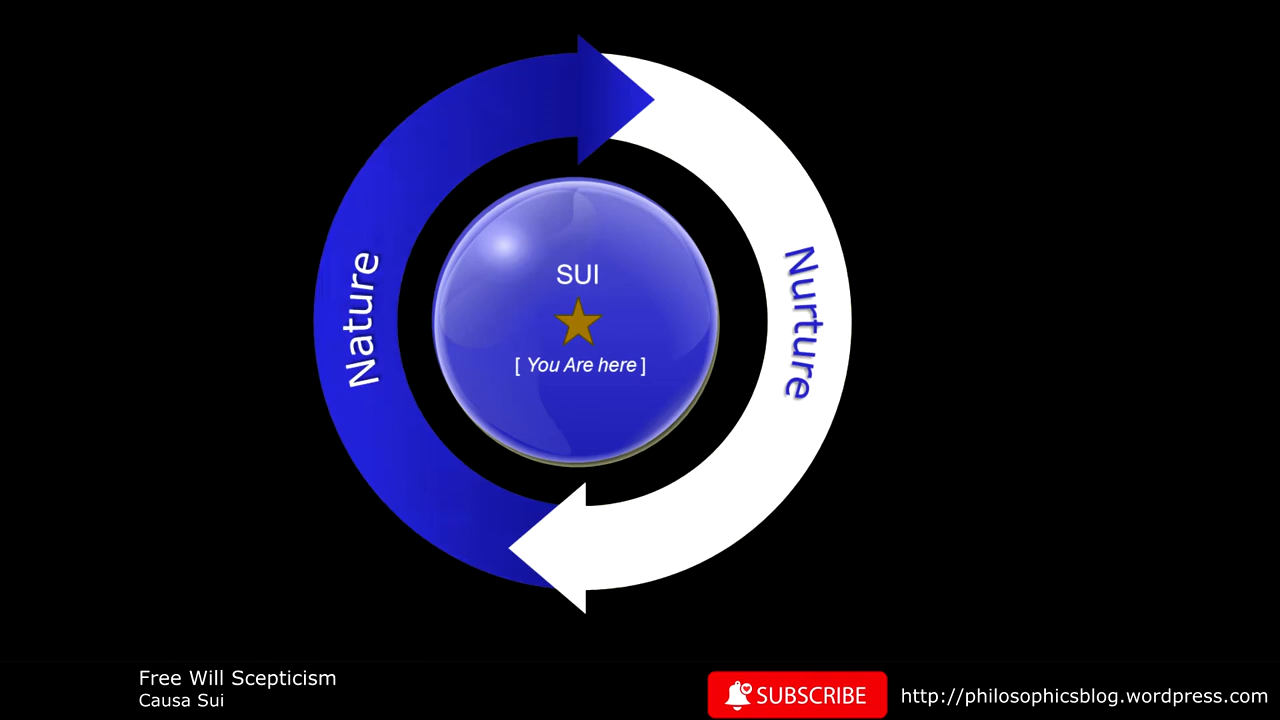 Nature
Nurture
SUI
[ You Are here ]
Free Will Scepticism
Causa Sui
SUBSCRIBE
http://philosophicsblog.wordpress.com